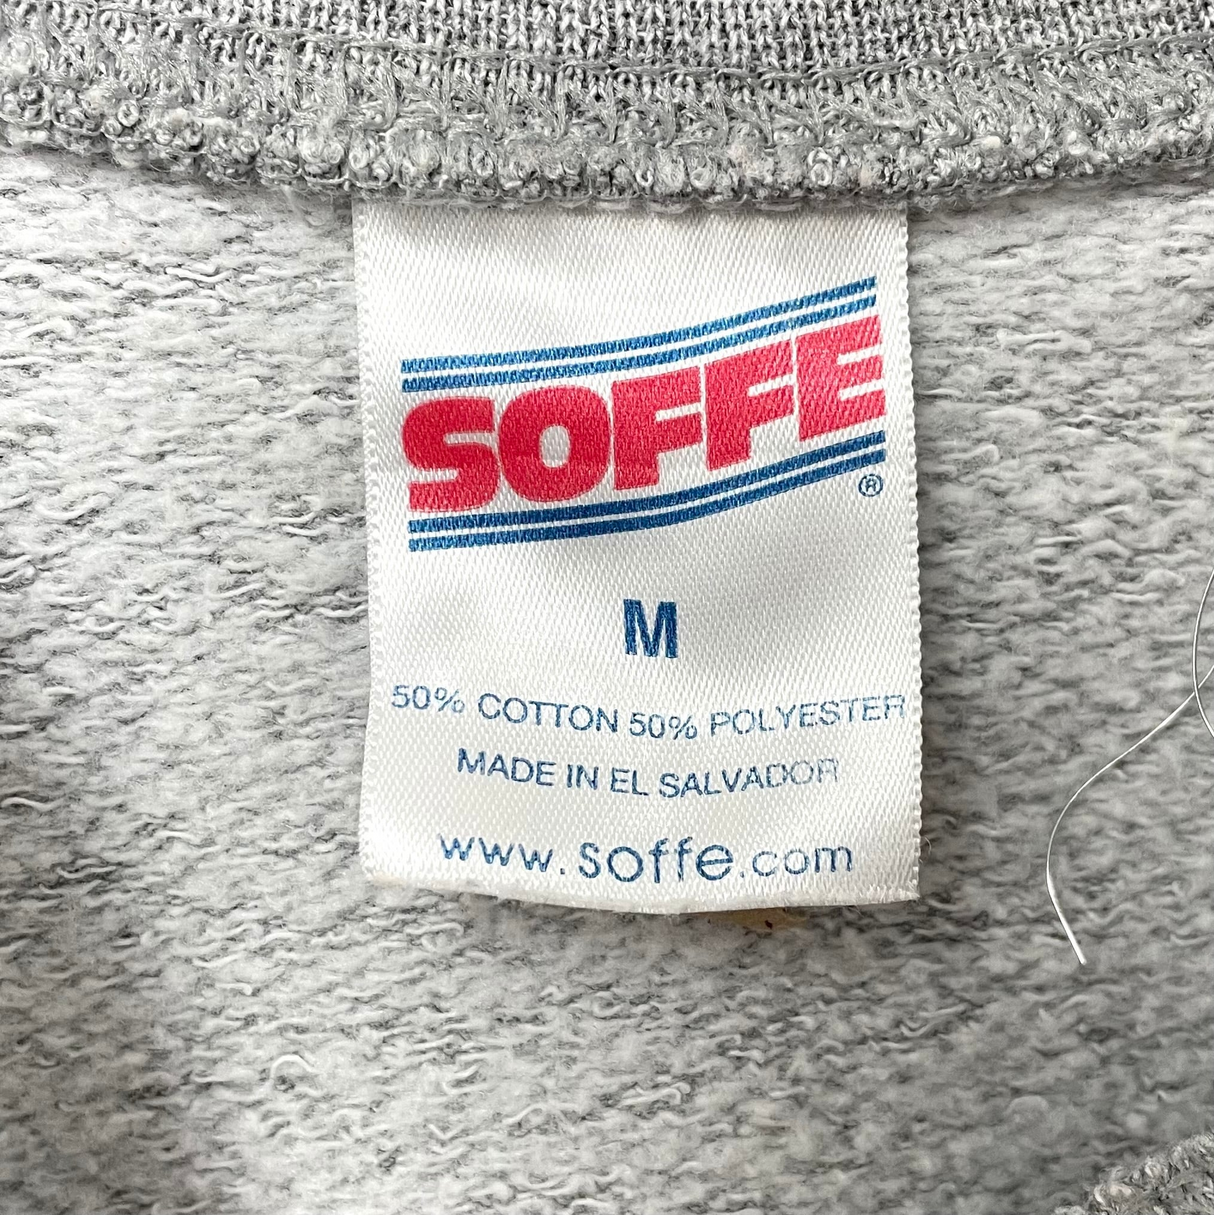 SOFFE®
M
50% COTTON 50% POLYESTER
MADE IN EL SALVADOR
www.soffe.com